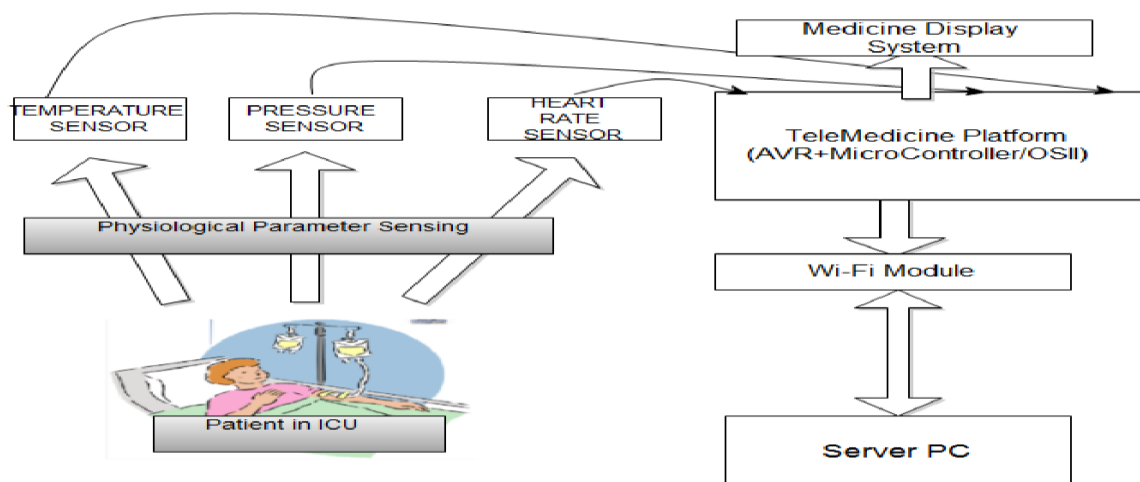 Medicine Display
System
TEMPERATURE
SENSOR
PRESSURE
SENSOR
HEART
RATE
SENSOR
TeleMedicine Platform
(AVR+MicroController/OSII)
Physiological Parameter Sensing
Wi-Fi Module
Patient in ICU
Server PC